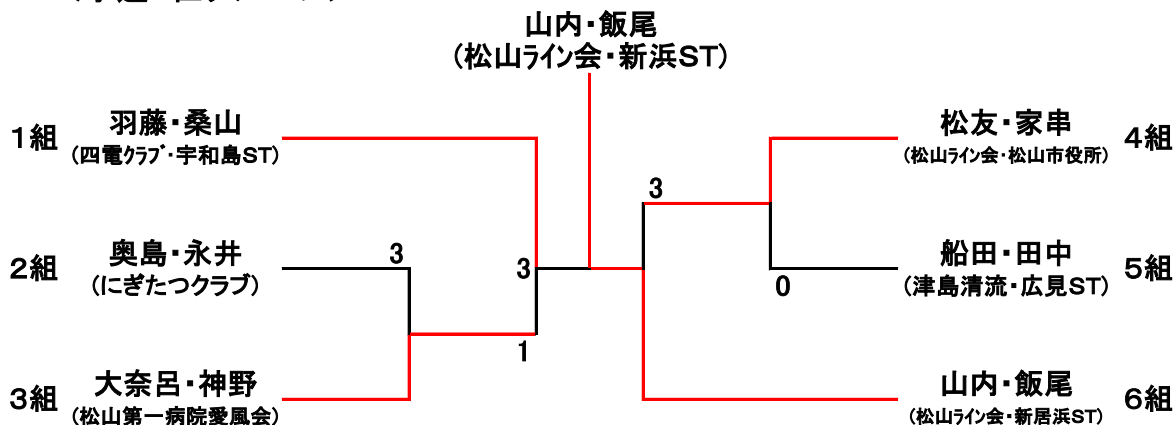 山内・飯尾
(松山ライン会・新浜ST)
1組
羽藤・桑山
(四電クラブ・宇和島ST)
松友・家串
(松山ライン会・松山市役所)
4組
3
2組
奥島・永井
(にぎたつクラブ)
3
3
船田・田中
(津島清流・広見ST)
5組
0
1
3組
大奈呂・神野
(松山第一病院愛風会)
山内・飯尾
(松山ライン会・新居浜ST)
6組